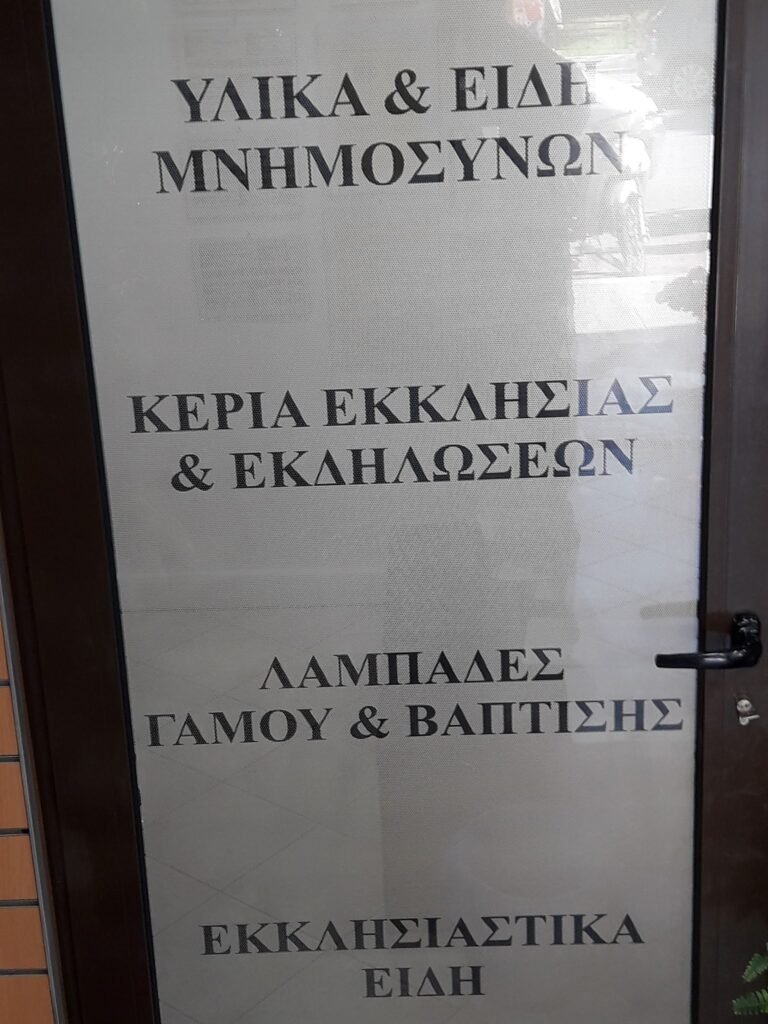 ΥΛΙΚΑ & ΕΙΔΗ
ΜΝΗΜΟΣΥΝΩΝ
ΚΕΡΙΑ ΕΚΚΛΗΣΙΑΣ
& ΕΚΔΗΛΩΣΕΩΝ
ΛΑΜΠΑΔΕΣ
ΓΑΜΟΥ & ΒΑΠΤΙΣΗΣ
ΕΚΚΛΗΣΙΑΣΤΙΚΑ
ΕΙΔΗ